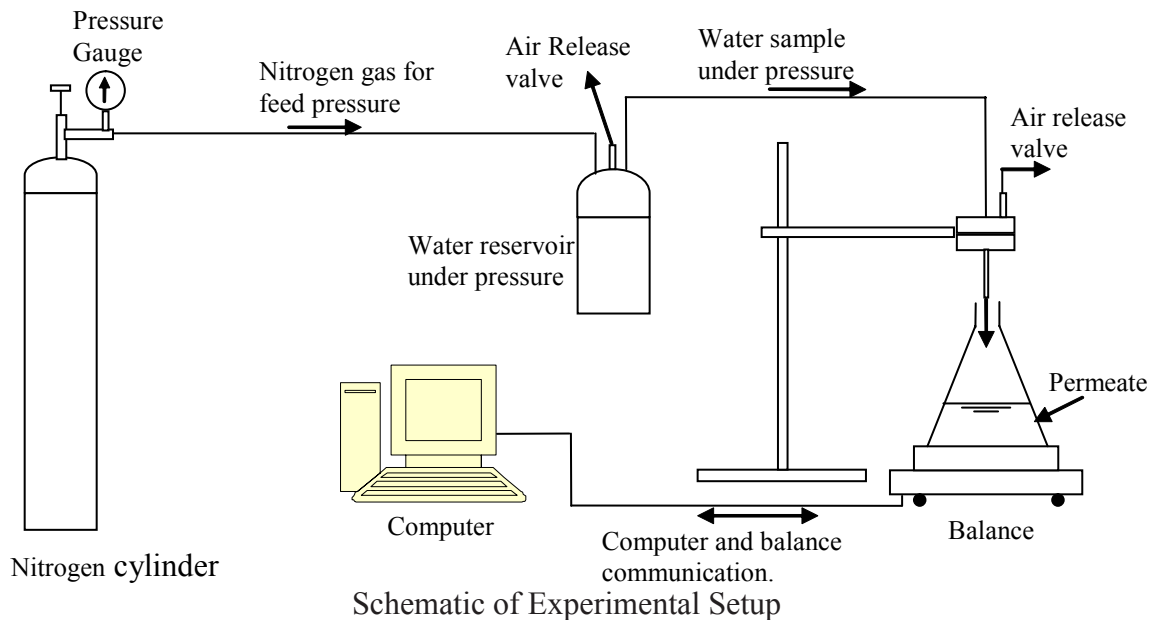 Pressure
Gauge
Nitrogen gas for
feed pressure
Air Release
valve
Water sample
under pressure
Air release
valve
Water reservoir
under pressure
Permeate
Computer
Computer and balance
communication.
Balance
Nitrogen cylinder
Schematic of Experimental Setup